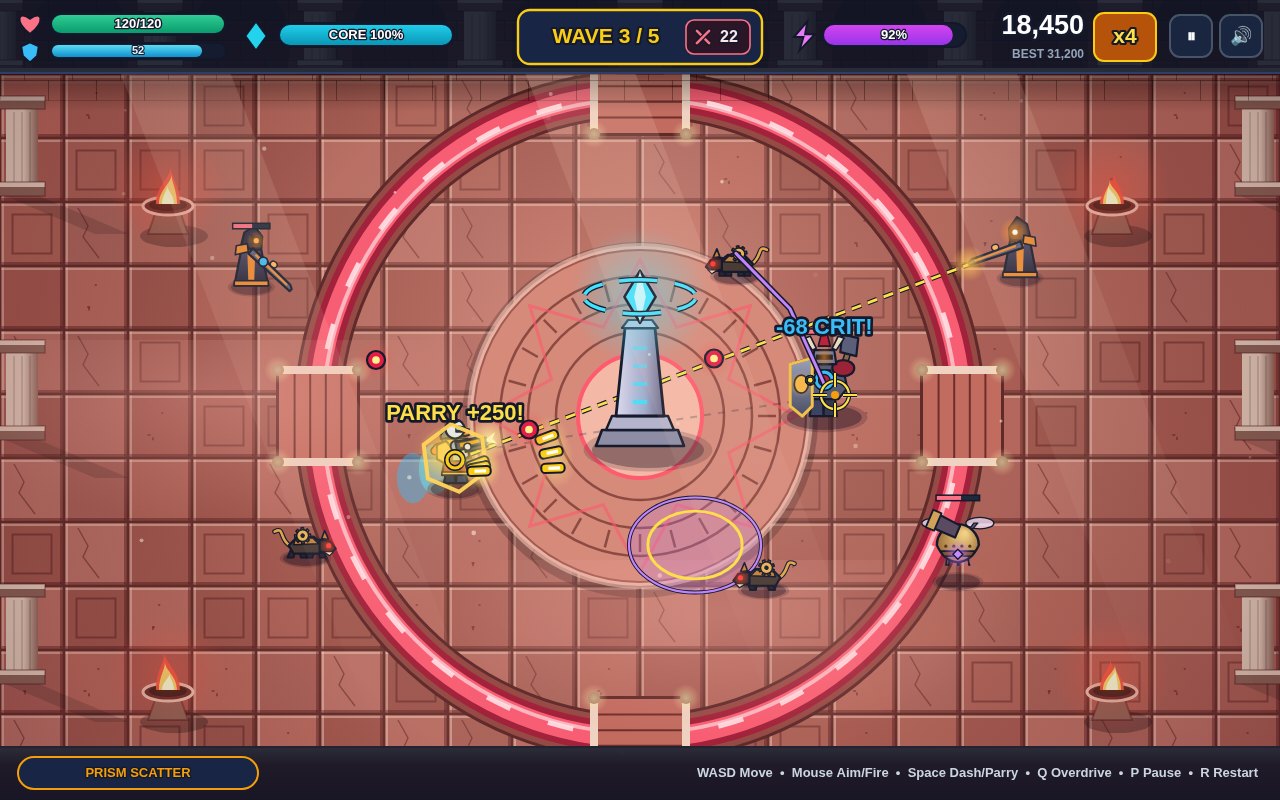 120/120
52
CORE 100%
WAVE 3 / 5
22
92%
18,450
BEST 31,200
x4
-68 CRIT!
PARRY +250!
PRISM SCATTER
WASD Move • Mouse Aim/Fire • Space Dash/Parry • Q Overdrive • P Pause • R Restart